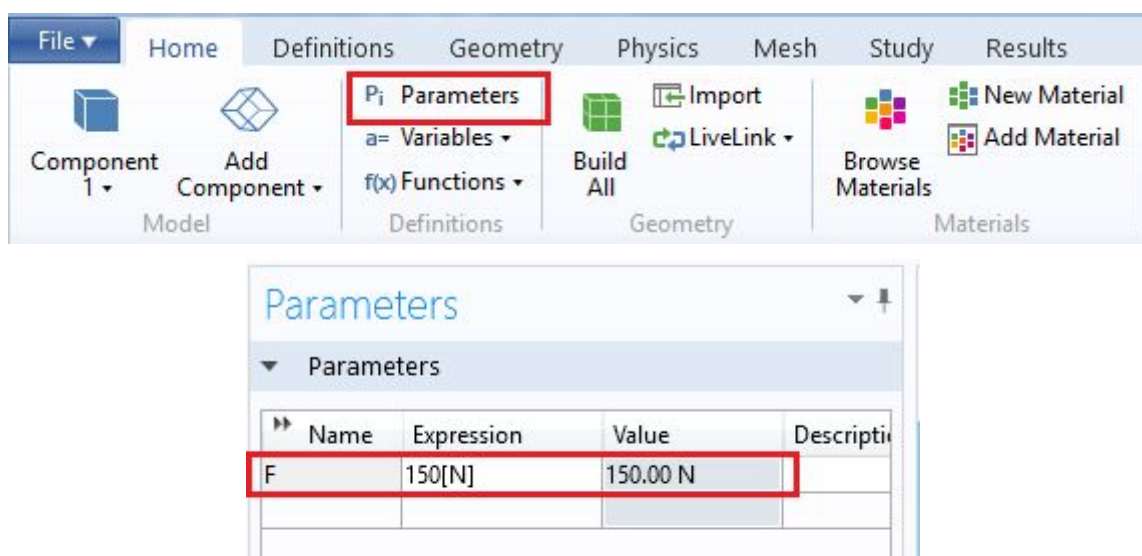 File Home Definitions Geometry Physics Mesh Study Results
Pi Parameters Import New Material
a= Variables LiveLink Add Material
Component Add f(x) Functions Build Browse
1 Component All Materials
Model Definitions Geometry Materials
Parameters
Parameters
Name Expression Value Descripti
F 150[N] 150.00 N